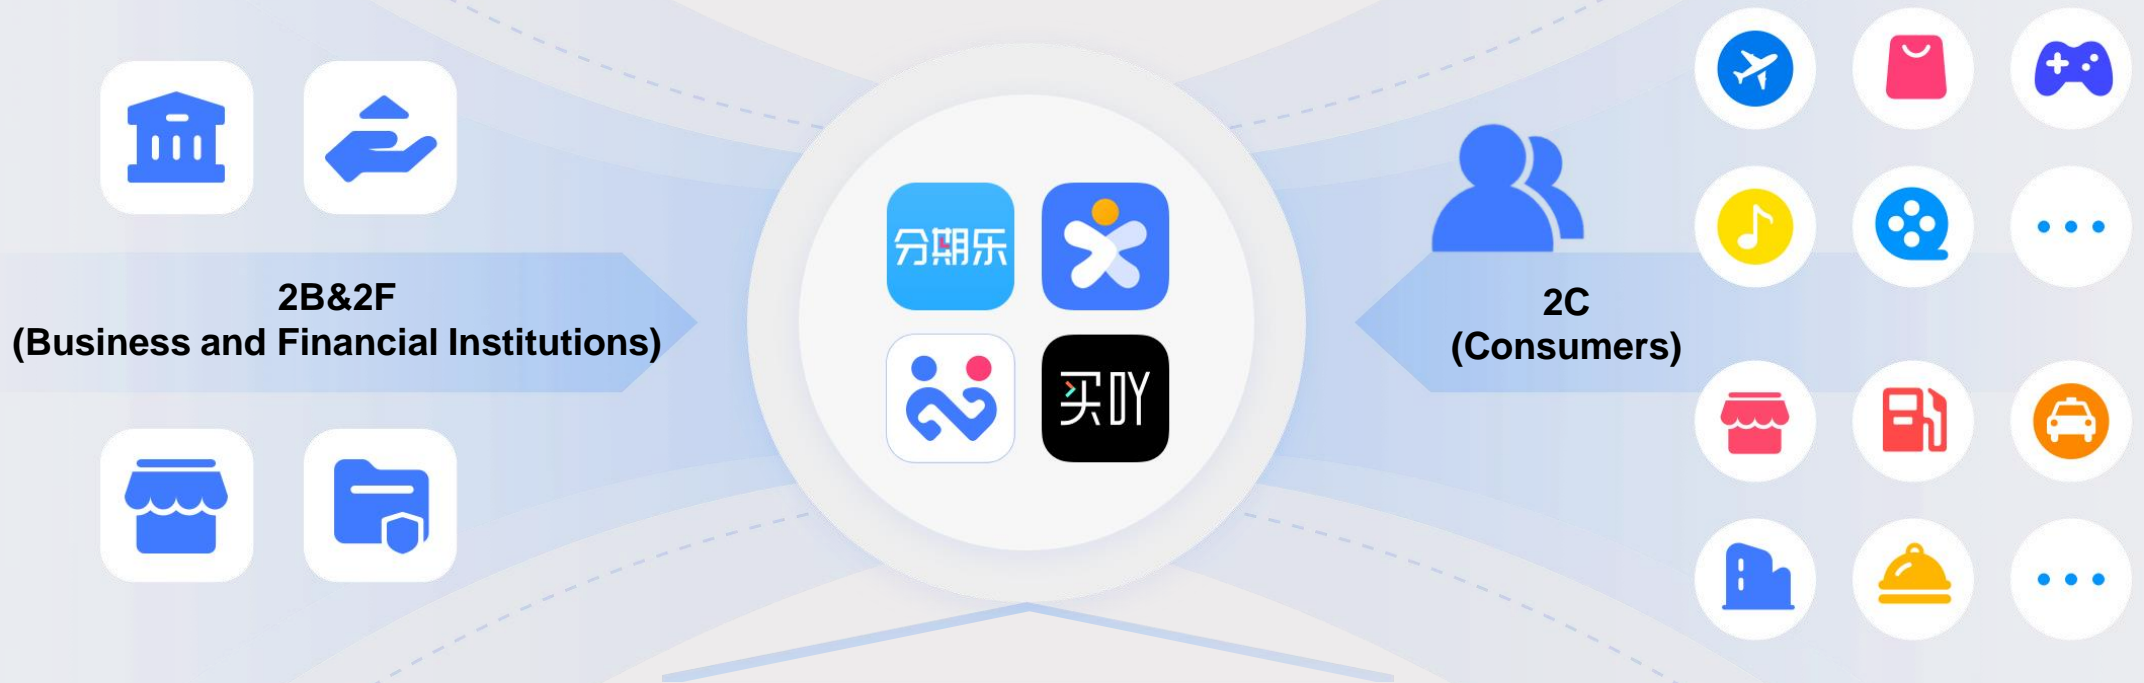 2B&2F
(Business and Financial Institutions)
分期乐
买吖
2C
(Consumers)